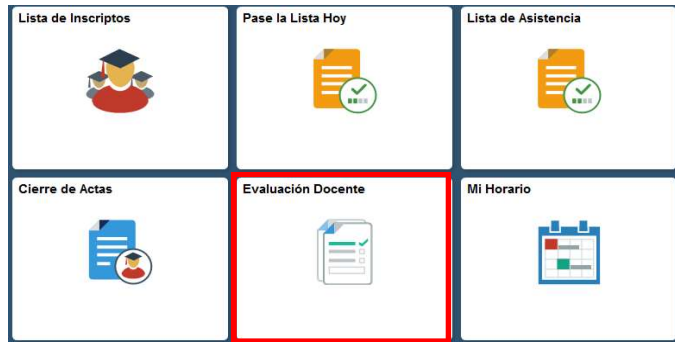 Lista de Inscriptos
Pase la Lista Hoy
Lista de Asistencia
Cierre de Actas
Evaluación Docente
Mi Horario